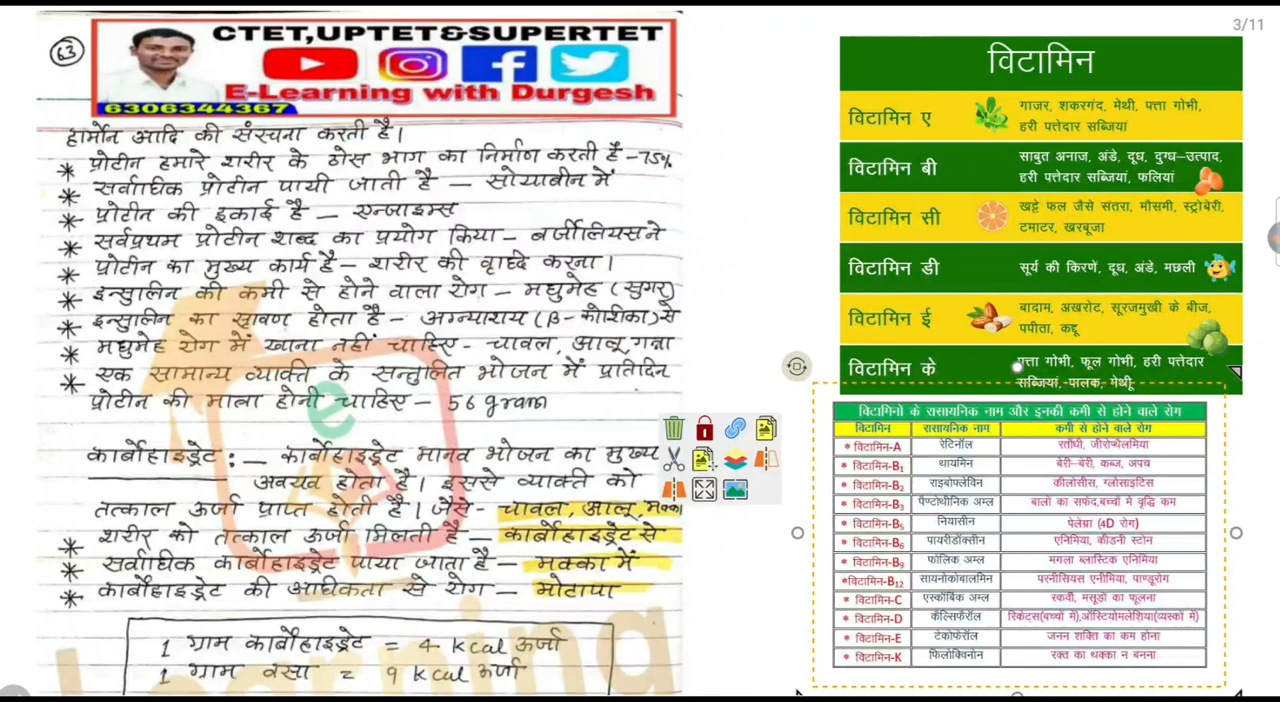 3/11
63
CTET,UPTET&SUPERTET
E-Learning with Durgesh
6306344367
हार्मोन आदि की संरचना करती है।
* प्रोटीन हमारे शरीर के ठोस भाग का निर्माण करती है -75%
* सर्वाधिक प्रोटीन पायी जाती है – सोयाबीन में
* प्रोटीन की इकाई है – एन्जाइम्स
* सर्वप्रथम प्रोटीन शब्द का प्रयोग किया - बर्जीलियस ने
* प्रोटीन का मुख्य कार्य है - शरीर की वृद्धि करना।
* इन्सुलिन की कमी से होने वाला रोग - मधुमेह (सुगर)
* इन्सुलिन का स्रावण होता है - अग्न्याशय (β- कोशिका) से
* मधुमेह रोग में खाना नहीं चाहिए - चावल, आलू, गन्ना
* एक सामान्य व्यक्ति के सन्तुलित भोजन में प्रतिदिन
प्रोटीन की मात्रा होनी चाहिए - 56 gram
कार्बोहाइड्रेट : – कार्बोहाइड्रेट मानव भोजन का मुख्य
अवयव होता है। इससे व्यक्ति को
तत्काल ऊर्जा प्राप्त होती है। जैसे- चावल, आलू, मक्का
* शरीर को तत्काल ऊर्जा मिलती है – कार्बोहाइड्रेट से
* सर्वाधिक कार्बोहाइड्रेट पाया जाता है – मक्का में
* कार्बोहाइड्रेट की अधिकता से रोग – मोटापा
1 ग्राम कार्बोहाइड्रेट = 4 kcal ऊर्जा
1 ग्राम वसा = 9 kcal ऊर्जा
विटामिन
विटामिन ए गाजर, शकरगंद, मेथी, पत्ता गोभी,
हरी पत्तेदार सब्जियां
विटामिन बी साबुत अनाज, अंडे, दूध, दुग्ध-उत्पाद,
हरी पत्तेदार सब्जियां, फलियां
विटामिन सी खट्टे फल जैसे संतरा, मौसमी, स्ट्रोबेरी,
टमाटर, खरबूजा
विटामिन डी सूर्य की किरणें, दूध, अंडे, मछली
विटामिन ई बादाम, अखरोट, सूरजमुखी के बीज,
पपीता, कद्दू
विटामिन के पत्ता गोभी, फूल गोभी, हरी पत्तेदार
सब्जियां, पालक, मेथी
विटामिनों के रासायनिक नाम और इनकी कमी से होने वाले रोग
विटामिन रासायनिक नाम कमी से होने वाले रोग
* विटामिन-A रेटिनॉल रतौंधी, जीरोफ्थैलमिया
* विटामिन-B₁ थायमिन बेरी-बेरी, कब्ज, अपच
* विटामिन-B₂ राइबोफ्लेविन कीलोसीस, ग्लोसाइटिस
* विटामिन-B₃ पैण्टोथीनिक अम्ल बालो का सफेद,बच्चों मे वृद्धि कम
* विटामिन-B₅ नियासीन पेलेग्रा (4D रोग)
* विटामिन-B₆ पायरीडॉक्सीन एनिमिया, कीडनी स्टोन
* विटामिन-B₉ फोलिक अम्ल मगला ब्लास्टिक एनिमिया
*विटामिन-B₁₂ सायनोकोबालमिन परनीसियस एनीमिया, पाण्डूरोग
* विटामिन-C एस्कॉर्बिक अम्ल स्कर्वी, मसूड़ों का फूलना
* विटामिन-D कैल्सिफैरॉल रिकेट्स(बच्चों में),ऑस्टियोमलेशिया(व्यस्कों में)
* विटामिन-E टेकोफेरॉल जनन शक्ति का कम होना
* विटामिन-K फिलोक्विनोन रक्त का थक्का न बनना